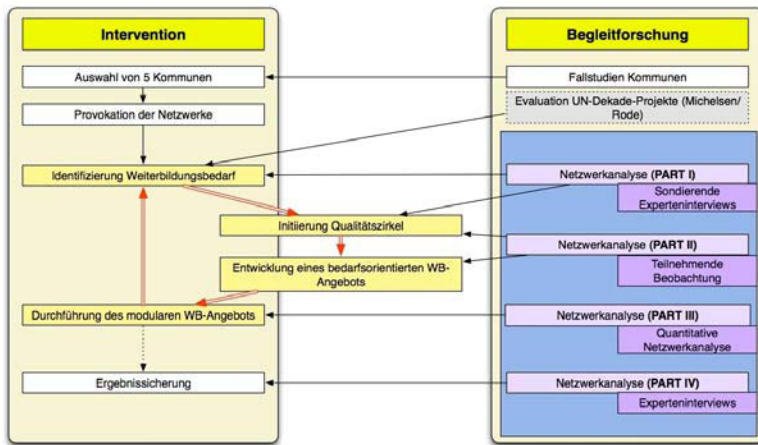 Intervention
Auswahl von 5 Kommunen
Provokation der Netzwerke
Identifizierung Weiterbildungsbedarf
Initiierung Qualitätszirkel
Entwicklung eines bedarfsorientierten WB-
Angebots
Durchführung des modularen WB-Angebots
Ergebnissicherung
Begleitforschung
Fallstudien Kommunen
Evaluation UN-Dekade-Projekte (Michelsen/
Rode)
Netzwerkanalyse (PART I)
Sondierende
Experteninterviews
Netzwerkanalyse (PART II)
Teilnehmende
Beobachtung
Netzwerkanalyse (PART III)
Quantitative
Netzwerkanalyse
Netzwerkanalyse (PART IV)
Experteninterviews